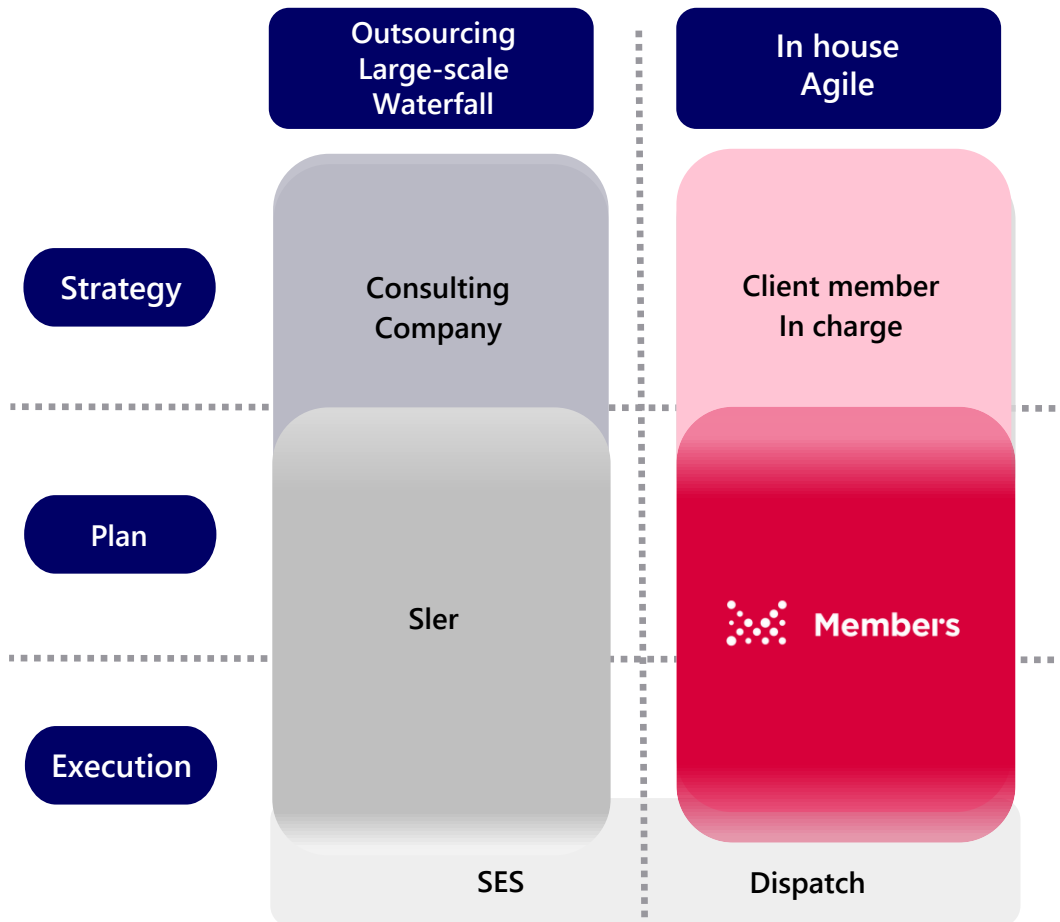 Outsourcing
Large-scale
Waterfall
In house
Agile
Strategy
Consulting
Company
Client member
In charge
Plan
Sler
Members
Execution
SES
Dispatch